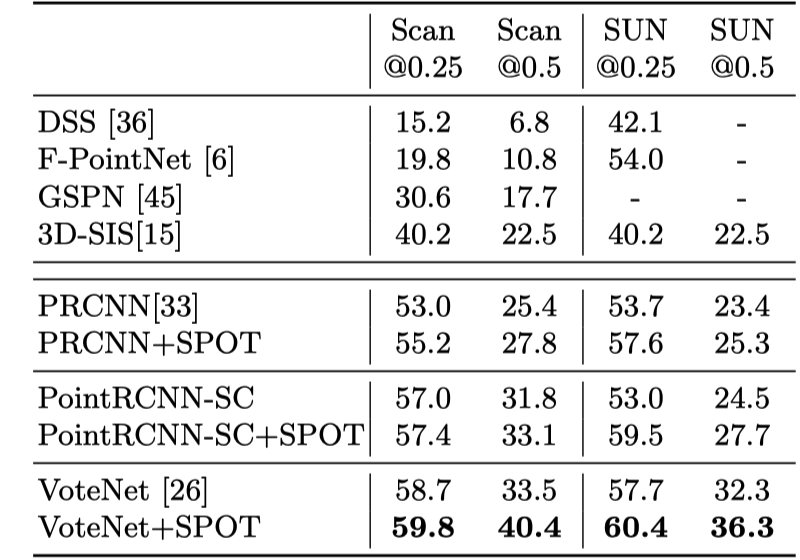 Scan Scan SUN SUN
@0.25 @0.5 @0.25 @0.5
DSS [36] 15.2 6.8 42.1 -
F-PointNet [6] 19.8 10.8 54.0 -
GSPN [45] 30.6 17.7 - -
3D-SIS[15] 40.2 22.5 40.2 22.5
PRCNN[33] 53.0 25.4 53.7 23.4
PRCNN+SPOT 55.2 27.8 57.6 25.3
PointRCNN-SC 57.0 31.8 53.0 24.5
PointRCNN-SC+SPOT 57.4 33.1 59.5 27.7
VoteNet [26] 58.7 33.5 57.7 32.3
VoteNet+SPOT 59.8 40.4 60.4 36.3